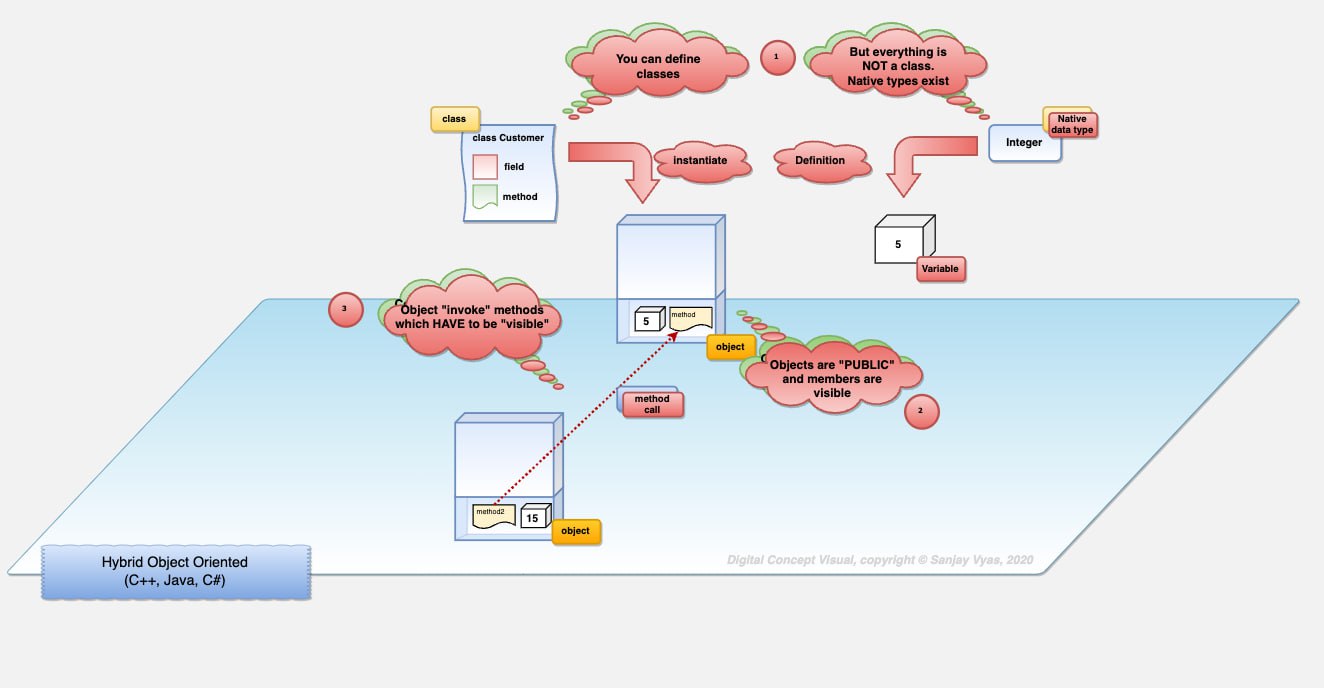 You can define
classes
1
But everything is
NOT a class.
Native types exist
class
class Customer
field
method
instantiate
Definition
Native
data type
Integer
5
Variable
3
Object "invoke" methods
which HAVE to be "visible"
5
method
object
Objects are "PUBLIC"
and members are
visible
2
method
call
method2
15
object
Hybrid Object Oriented
(C++, Java, C#)
Digital Concept Visual, copyright © Sanjay Vyas, 2020